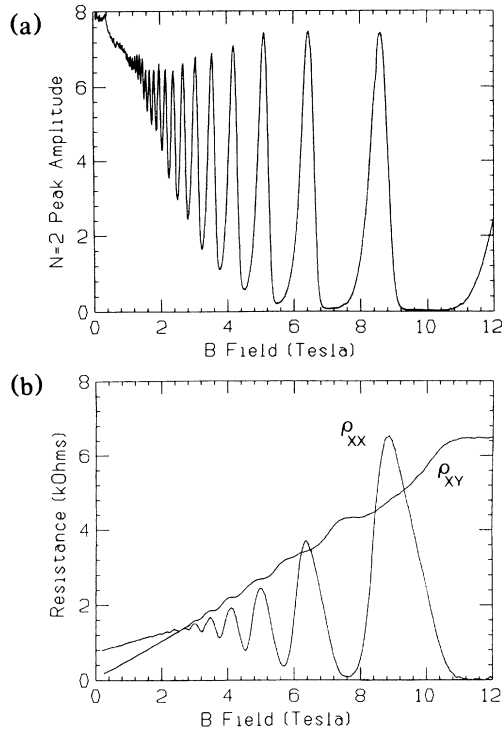 (a)
8
6
4
2
0
N=2 Peak Amplitude
0 2 4 6 8 10 12
B Field (Tesla)
(b)
8
6
4
2
0
Resistance (kOhms)
ρXX
ρXY
0 2 4 6 8 10 12
B Field (Tesla)